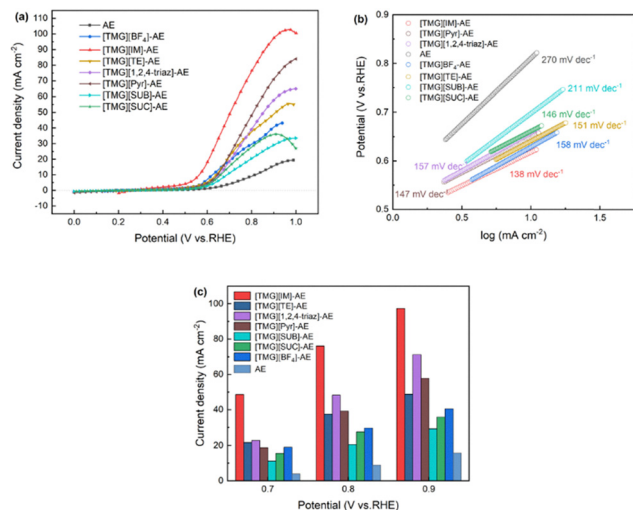 (a)
AE
[TMG][BF₄]-AE
[TMG][IM]-AE
[TMG][TE]-AE
[TMG][1,2,4-triaz]-AE
[TMG][Pyr]-AE
[TMG][SUB]-AE
[TMG][SUC]-AE
110
100
90
80
70
60
50
40
30
20
10
0
-10
Current density (mA cm⁻²)
0.0 0.2 0.4 0.6 0.8 1.0
Potential (V vs.RHE)
(b)
[TMG][IM]-AE
[TMG][Pyr]-AE
[TMG][1,2,4-triaz]-AE
AE
[TMG][BF₄]-AE
[TMG][TE]-AE
[TMG][SUB]-AE
[TMG][SUC]-AE
270 mV dec⁻¹
211 mV dec⁻¹
146 mV dec⁻¹
151 mV dec⁻¹
158 mV dec⁻¹
157 mV dec
138 mV dec⁻¹
147 mV dec⁻¹
0.9
0.8
0.7
0.6
0.5
Potential (V vs.RHE)
0.0 0.5 1.0 1.5
log (mA cm⁻²)
(c)
[TMG][IM]-AE
[TMG][TE]-AE
[TMG][1,2,4-triaz]-AE
[TMG][Pyr]-AE
[TMG][SUB]-AE
[TMG][SUC]-AE
[TMG][BF₄]-AE
AE
100
80
60
40
20
0
Current density (mA cm⁻²)
0.7 0.8 0.9
Potential (V vs.RHE)